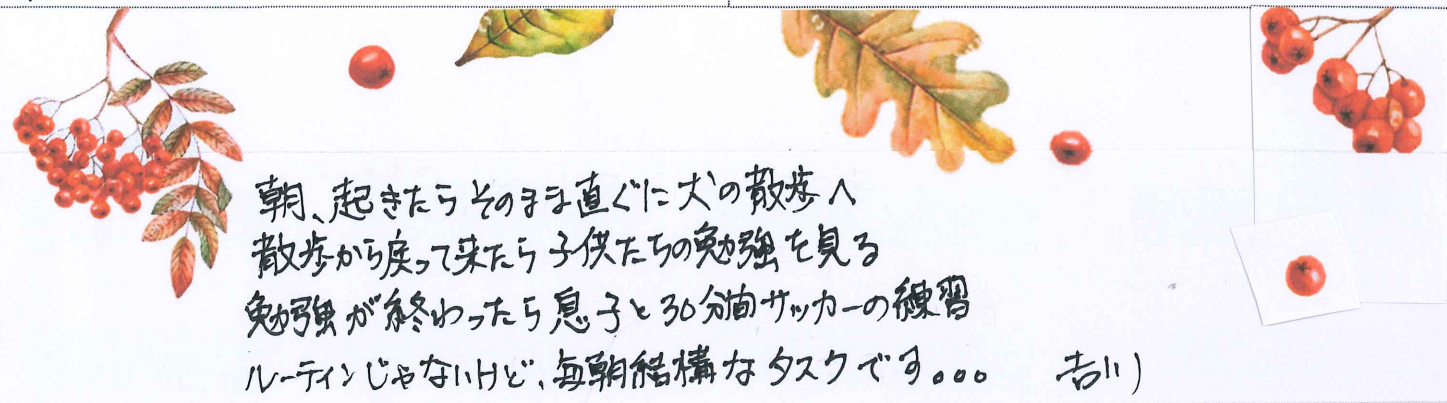 朝、起きたらそのまま直ぐに犬の散歩へ
散歩から戻って来たら子供たちの勉強を見る
勉強が終わったら息子と30分間サッカーの練習
ルーティンじゃないけど、毎朝結構なタスクです。。。 吉川